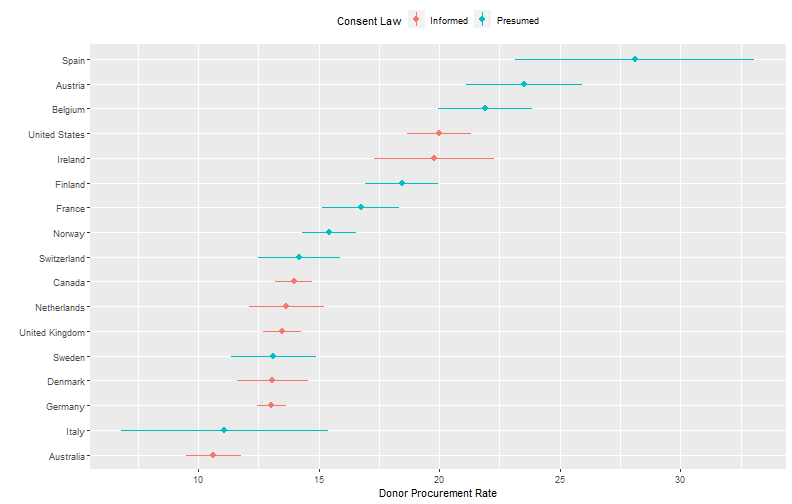 Consent Law Informed Presumed
Spain
Austria
Belgium
United States
Ireland
Finland
France
Norway
Switzerland
Canada
Netherlands
United Kingdom
Sweden
Denmark
Germany
Italy
Australia
10 15 20 25 30
Donor Procurement Rate